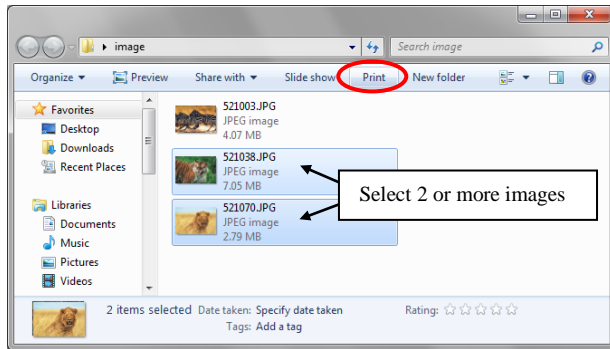 image
Search image
Organize Preview Share with Slide show Print New folder
Favorites
Desktop
Downloads
Recent Places
Libraries
Documents
Music
Pictures
Videos
521003.JPG
JPEG image
4.07 MB
521038.JPG
JPEG image
7.05 MB
521070.JPG
JPEG image
2.79 MB
Select 2 or more images
2 items selected Date taken: Specify date taken Rating:
Tags: Add a tag